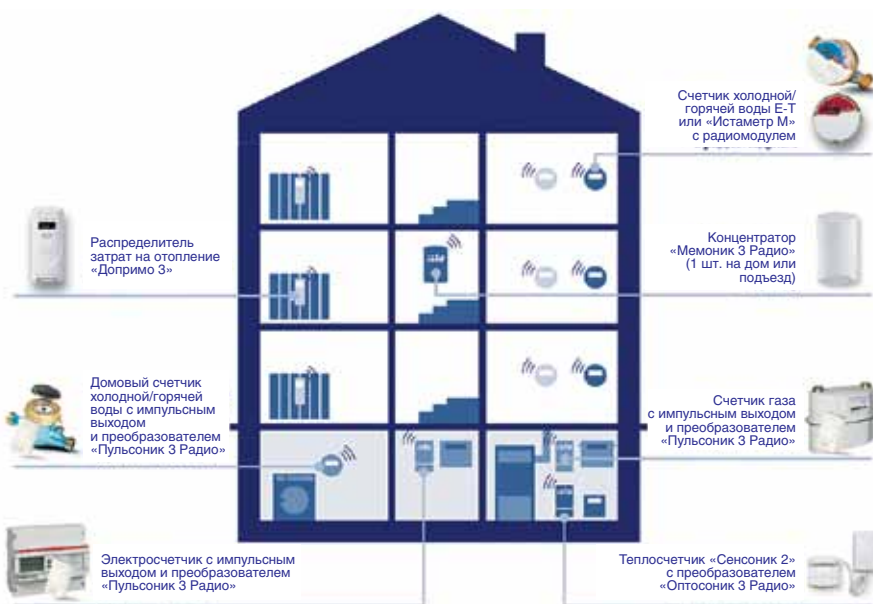 Счетчик холодной/
горячей воды Е-Т
или «Истаметр М»
с радиомодулем
Распределитель
затрат на отопление
«Допримо 3»
Концентратор
«Мемоник 3 Радио»
(1 шт. на дом или
подъезд)
Домовый счетчик
холодной/горячей
воды с импульсным
выходом
и преобразователем
«Пульсоник 3 Радио»
Счетчик газа
с импульсным выходом
и преобразователем
«Пульсоник 3 Радио»
Электросчетчик с импульсным
выходом и преобразователем
«Пульсоник 3 Радио»
Теплосчетчик «Сенсоник 2»
с преобразователем
«Оптосоник 3 Радио»